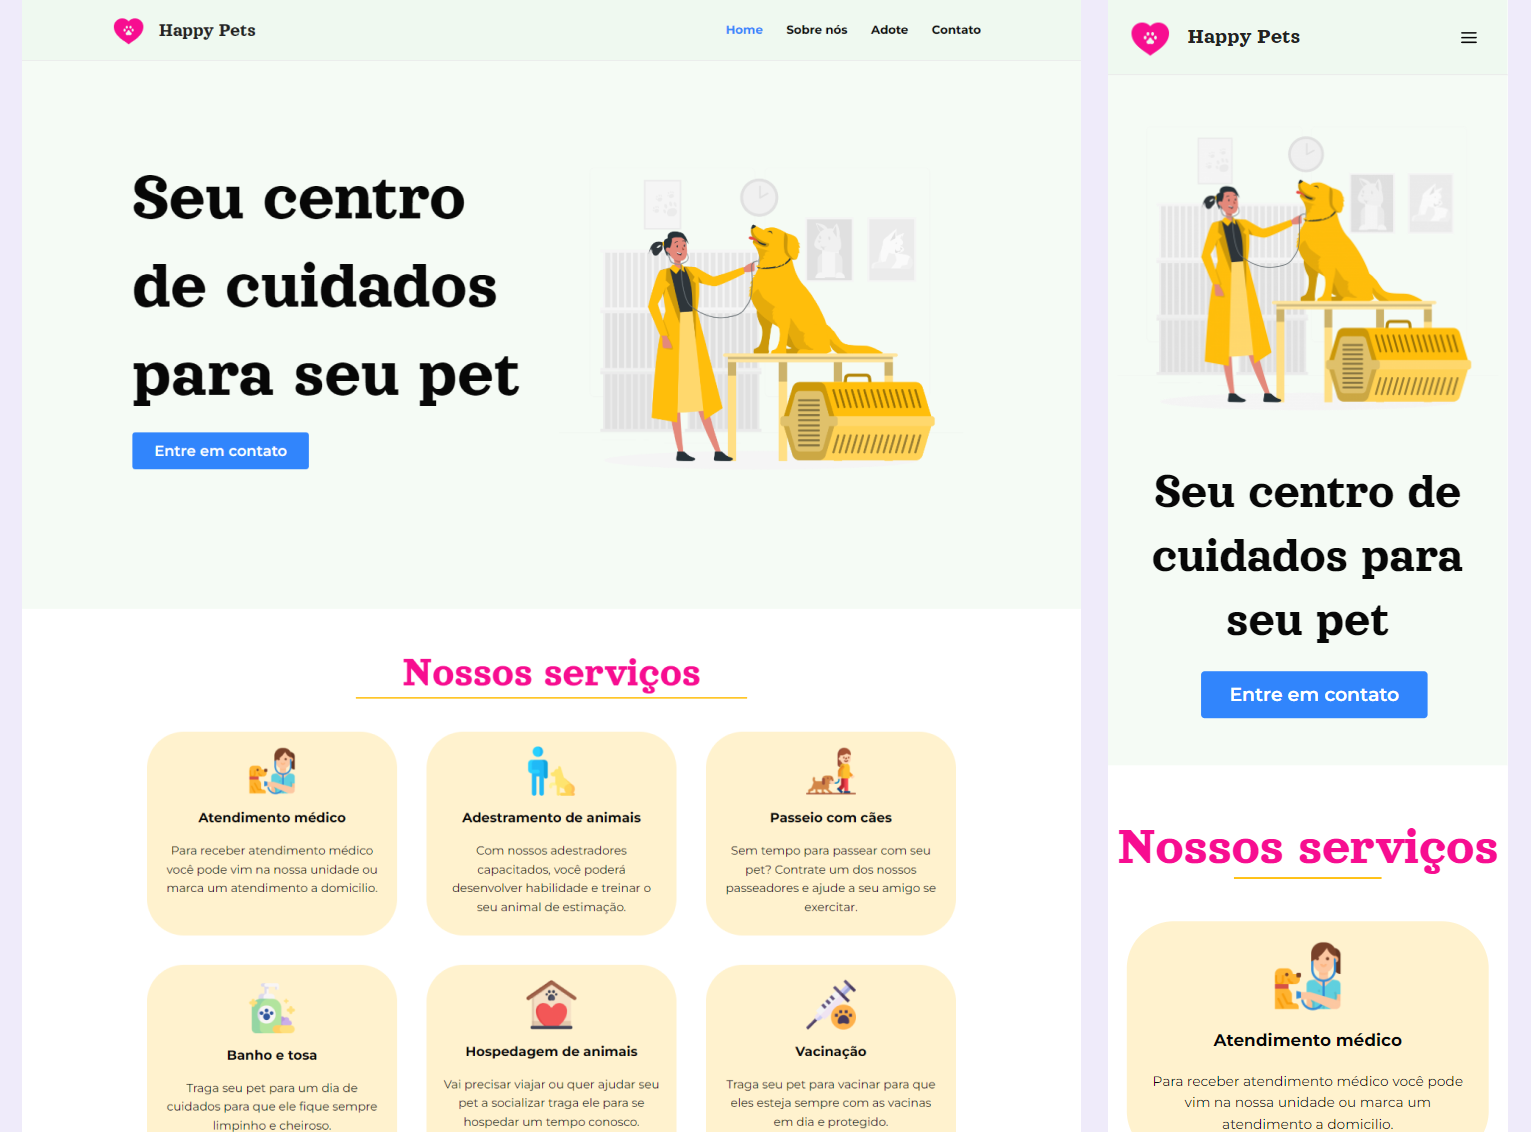 Happy Pets
Home Sobre nós Adote Contato
Seu centro
de cuidados
para seu pet
Entre em contato
Nossos serviços
Atendimento médico
Para receber atendimento médico
você pode vim na nossa unidade ou
marca um atendimento a domicilio.
Adestramento de animais
Com nossos adestradores
capacitados, você poderá
desenvolver habilidade e treinar o
seu animal de estimação.
Passeio com cães
Sem tempo para passear com seu
pet? Contrate um dos nossos
passeadores e ajude a seu amigo se
exercitar.
Banho e tosa
Traga seu pet para um dia de
cuidados para que ele fique sempre
limpinho e cheiroso.
Hospedagem de animais
Vai precisar viajar ou quer ajudar seu
pet a socializar traga ele para se
hospedar um tempo conosco.
Vacinação
Traga seu pet para vacinar para que
eles esteja sempre com as vacinas
em dia e protegido.
Happy Pets
Seu centro de
cuidados para
seu pet
Entre em contato
Nossos serviços
Atendimento médico
Para receber atendimento médico você pode
vim na nossa unidade ou marca um
atendimento a domicilio.